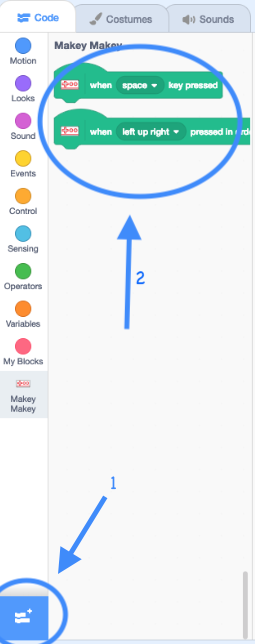 Code
Costumes
Sounds
Motion
Looks
Sound
Events
Control
Sensing
Operators
Variables
My Blocks
Makey
Makey
Makey Makey
when space key pressed
when left up right pressed in orde
2
1